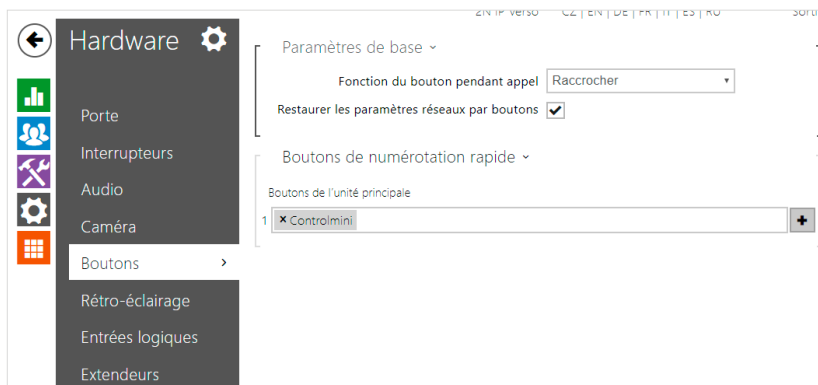 2N IP Verso CZ | EN | DE | FR | IT | ES | RU Sorti
Hardware
Porte
Interrupteurs
Audio
Caméra
Boutons
Rétro-éclairage
Entrées logiques
Extendeurs
Paramètres de base
Fonction du bouton pendant appel Raccrocher
Restaurer les paramètres réseaux par boutons
Boutons de numérotation rapide
Boutons de l'unité principale
1 × Controlmini